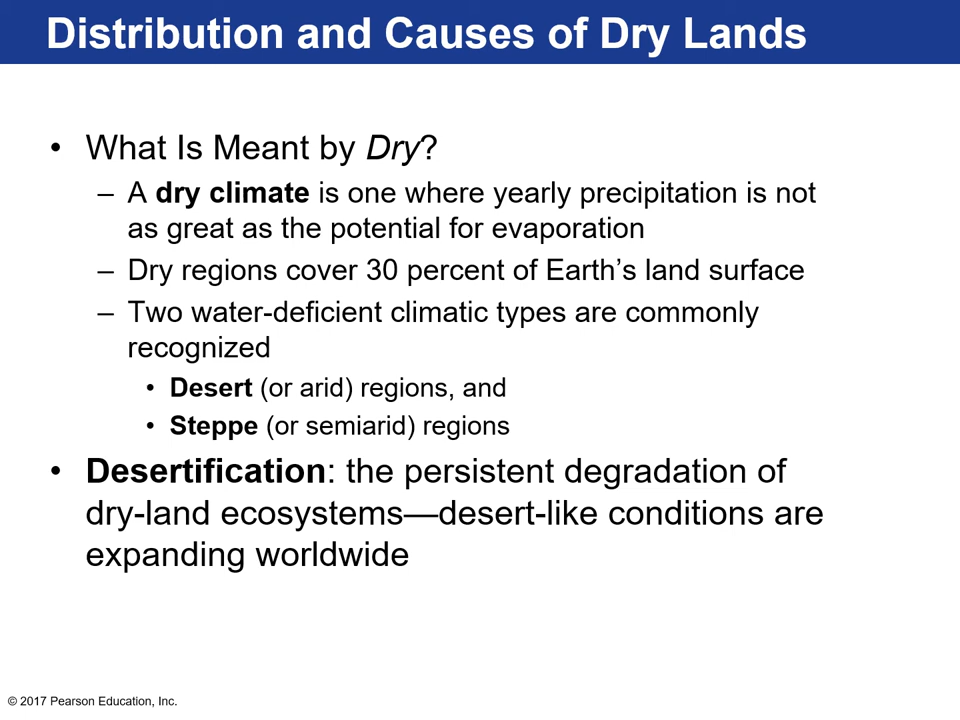 Distribution and Causes of Dry Lands
• What Is Meant by Dry?
– A dry climate is one where yearly precipitation is not
as great as the potential for evaporation
– Dry regions cover 30 percent of Earth’s land surface
– Two water-deficient climatic types are commonly
recognized
• Desert (or arid) regions, and
• Steppe (or semiarid) regions
• Desertification: the persistent degradation of
dry-land ecosystems—desert-like conditions are
expanding worldwide
© 2017 Pearson Education, Inc.